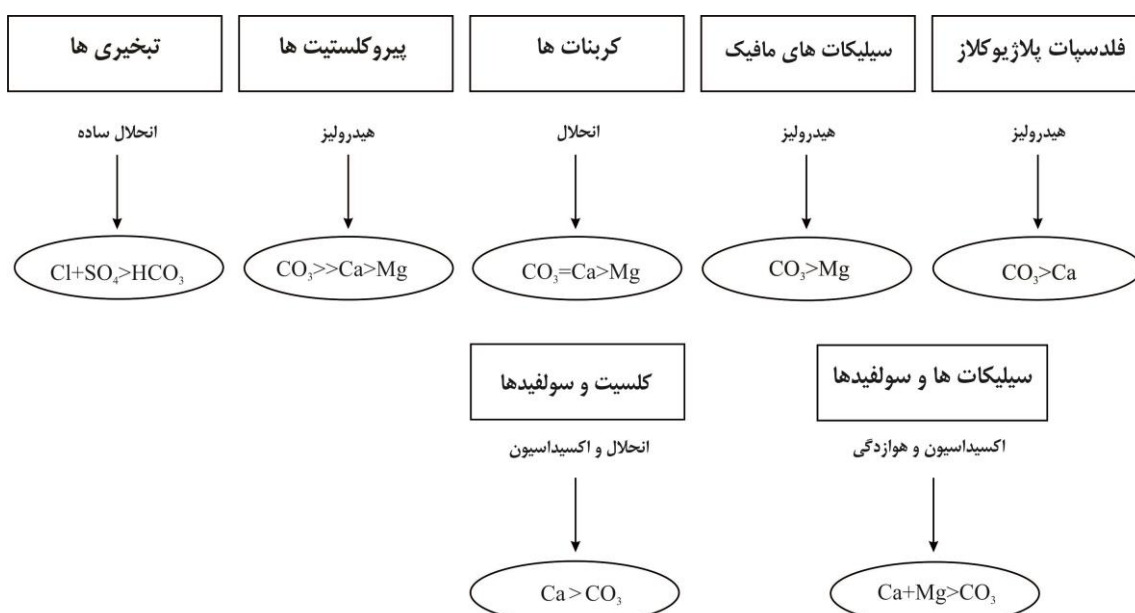 فلدسپات پلاژیوکلاز
سیلیکات های مافیک
کربنات ها
پیروکلستیت ها
تبخیری ها
هیدرولیز
هیدرولیز
انحلال
هیدرولیز
انحلال ساده
CO₃>Ca
CO₃>Mg
CO₃=Ca>Mg
CO₃>>Ca>Mg
Cl+SO₄>HCO₃
سیلیکات ها و سولفیدها
کلسیت و سولفیدها
اکسیداسیون و هوازدگی
انحلال و اکسیداسیون
Ca+Mg>CO₃
Ca>CO₃